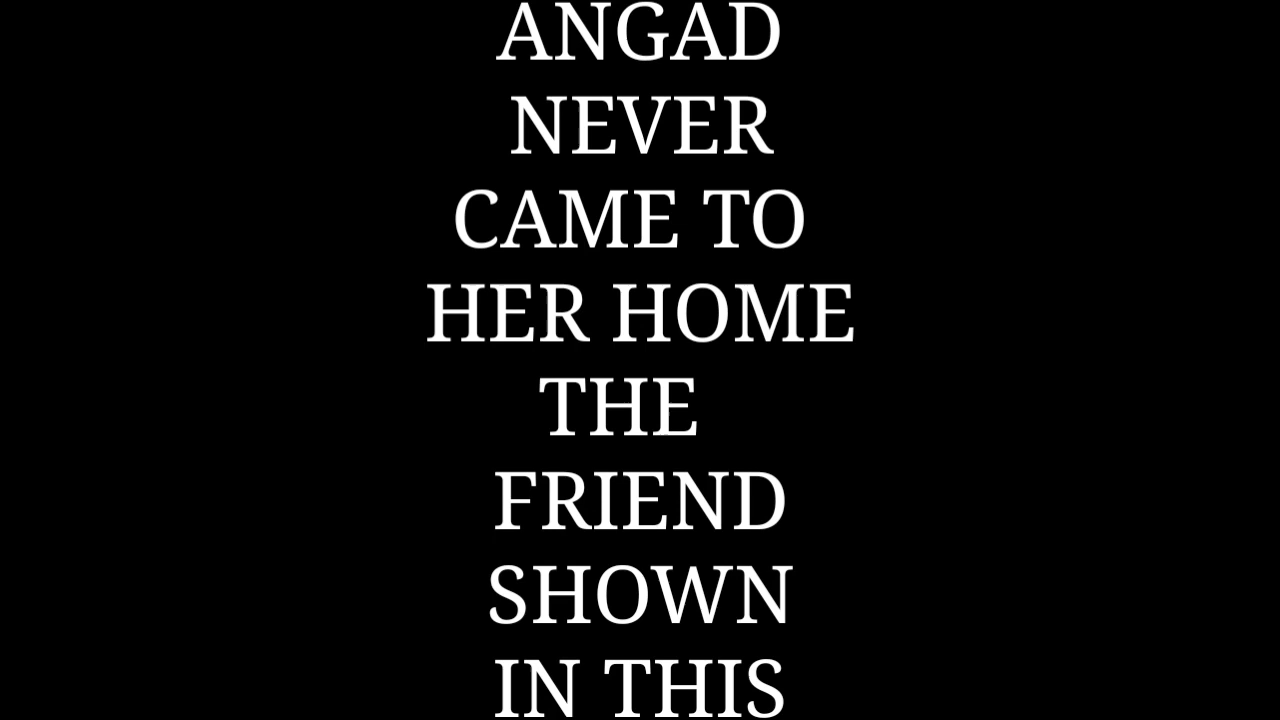 ANGAD
NEVER
CAME TO
HER HOME
THE
FRIEND
SHOWN
IN THIS